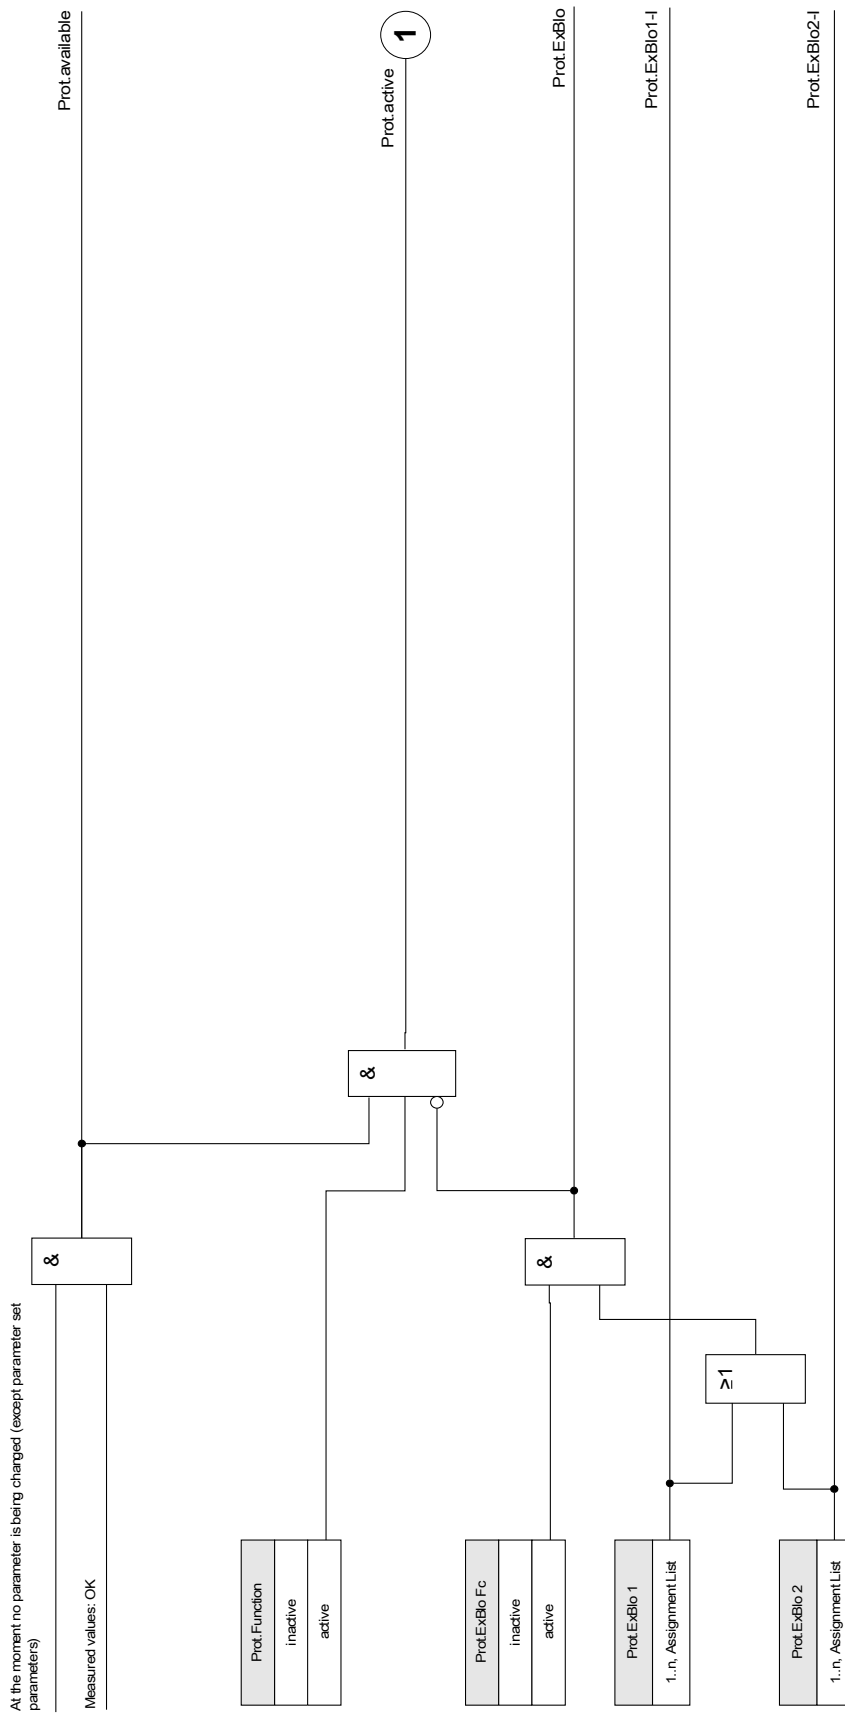 At the moment no parameter is being changed (except parameter set
parameters)
Measured values: OK
&
Prot.available
Prot.Function
inactive
active
&
Prot.active
1
Prot.ExBlo Fc
inactive
active
&
Prot.ExBlo
Prot.ExBlo 1
1..n, Assignment List
Prot.ExBlo1-I
≥1
Prot.ExBlo 2
1..n, Assignment List
Prot.ExBlo2-I